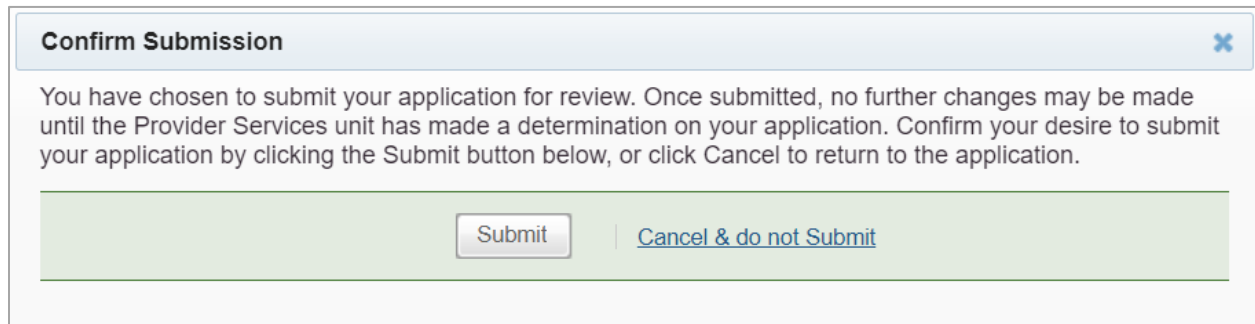 Confirm Submission
You have chosen to submit your application for review. Once submitted, no further changes may be made
until the Provider Services unit has made a determination on your application. Confirm your desire to submit
your application by clicking the Submit button below, or click Cancel to return to the application.
Submit
Cancel & do not Submit